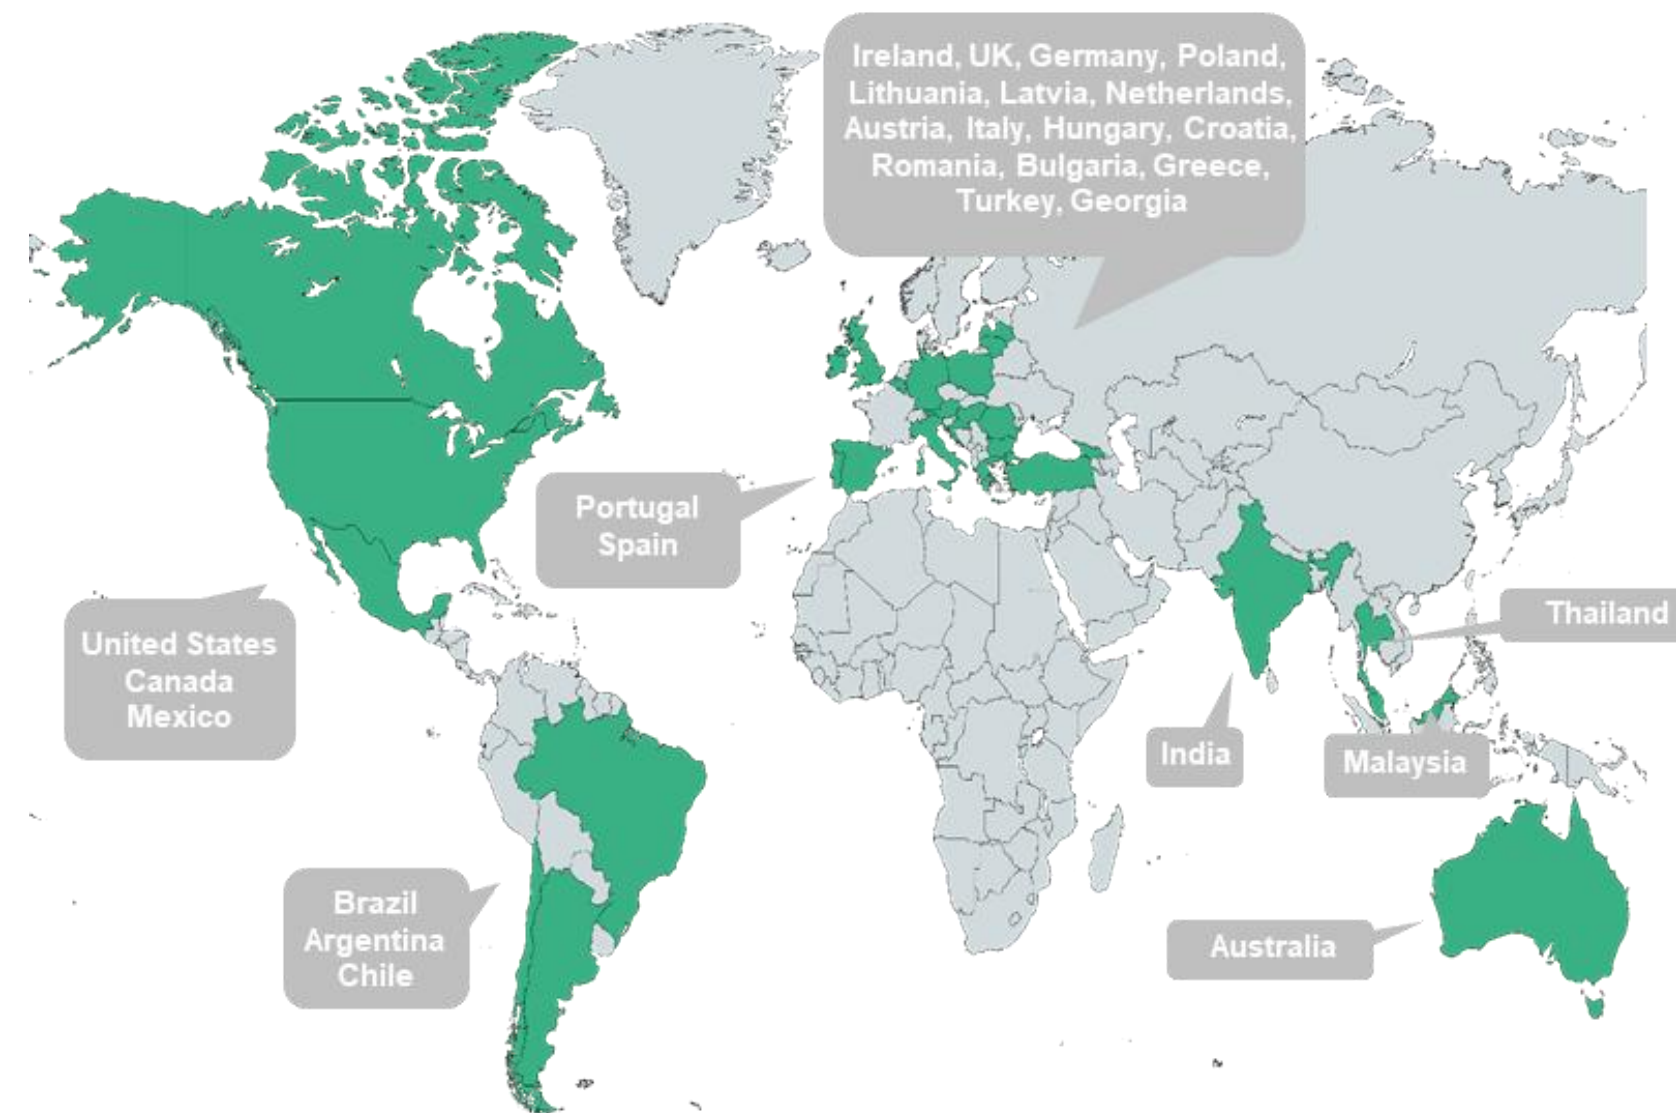 Ireland, UK, Germany, Poland,
Lithuania, Latvia, Netherlands,
Austria, Italy, Hungary, Croatia,
Romania, Bulgaria, Greece,
Turkey, Georgia
Portugal
Spain
United States
Canada
Mexico
Thailand
India
Malaysia
Brazil
Argentina
Chile
Australia